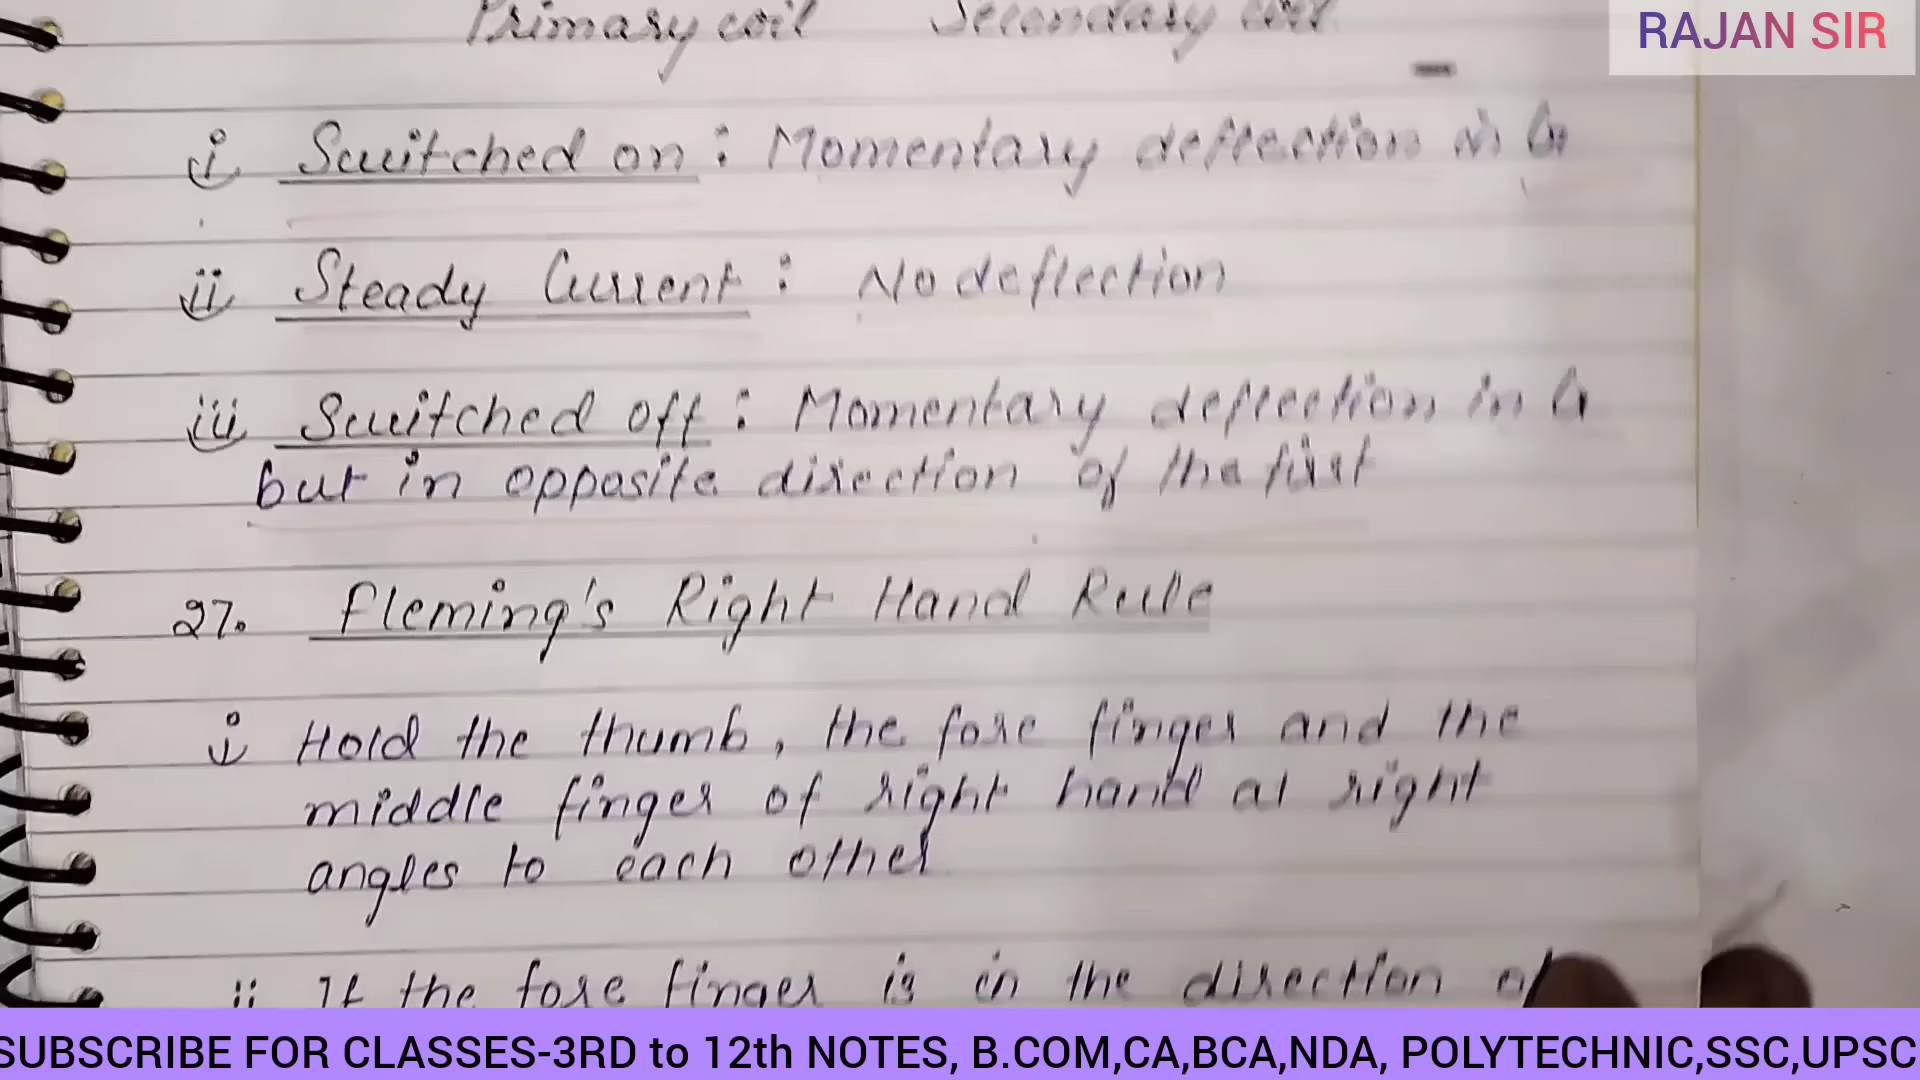 Primary coil Secondary coil
RAJAN SIR
i Switched on : Momentary deflection in G
ii Steady Current : No deflection
iii Switched off : Momentary deflection in G
but in opposite direction of the first
27. Fleming's Right Hand Rule
i Hold the thumb, the fore finger and the
middle finger of right hand at right
angles to each other
ii If the fore finger is in the direction of
SUBSCRIBE FOR CLASSES-3RD to 12th NOTES, B.COM,CA,BCA,NDA, POLYTECHNIC,SSC,UPSC